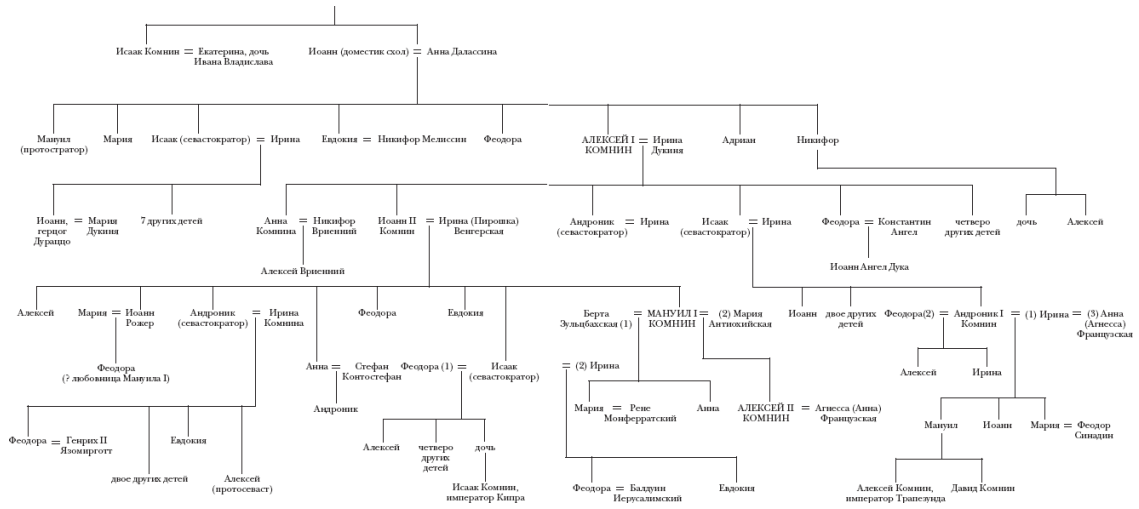 Исаак Комнин = Екатерина, дочь
Ивана Владислава
Иоанн (доместик схол) = Анна Далассина
Мануил
(протостратор)
Мария
Исаак (севастократор) = Ирина
Евдокия = Никифор Мелиссин
Феодора
АЛЕКСЕЙ I = Ирина
КОМНИН Дукиня
Адриан
Никифор
Иоанн, = Мария
герцог Дукиня
Дураццо
7 других детей
Анна = Никифор
Комнина Вриенний
Иоанн II = Ирина (Пирошка)
Комнин Венгерская
Андроник = Ирина
(севастократор)
Исаак = Ирина
(севастократор)
Феодора = Константин
Ангел
четверо
других детей
дочь
Алексей
Алексей Вриенний
Иоанн Ангел Дука
Алексей
Мария = Иоанн
Рожер
Андроник = Ирина
(севастократор) Комнина
Феодора
Евдокия
Берта = МАНУИЛ I = (2) Мария
Зульцбахская (1) КОМНИН Антиохийская
Иоанн
двое других
детей
Феодора(2) = Андроник I = (1) Ирина = (3) Анна
Комнин (Агнесса)
Французская
Феодора
(? любовница Мануила I)
Анна = Стефан
Контостефан
Феодора (1) = Исаак
(севастократор)
= (2) Ирина
Алексей
Ирина
Андроник
Мария = Рене
Монферратский
Анна
АЛЕКСЕЙ II = Агнесса (Анна)
КОМНИН Французская
Мануил
Иоанн
Мария = Феодор
Синадин
Феодора = Генрих II
Язомирготт
Евдокия
Алексей
четверо
других
детей
дочь
двое других детей
Алексей
(протосеваст)
Исаак Комнин,
император Кипра
Феодора = Балдуин
Иерусалимский
Евдокия
Алексей Комнин,
император Трапезунда
Давид Комнин